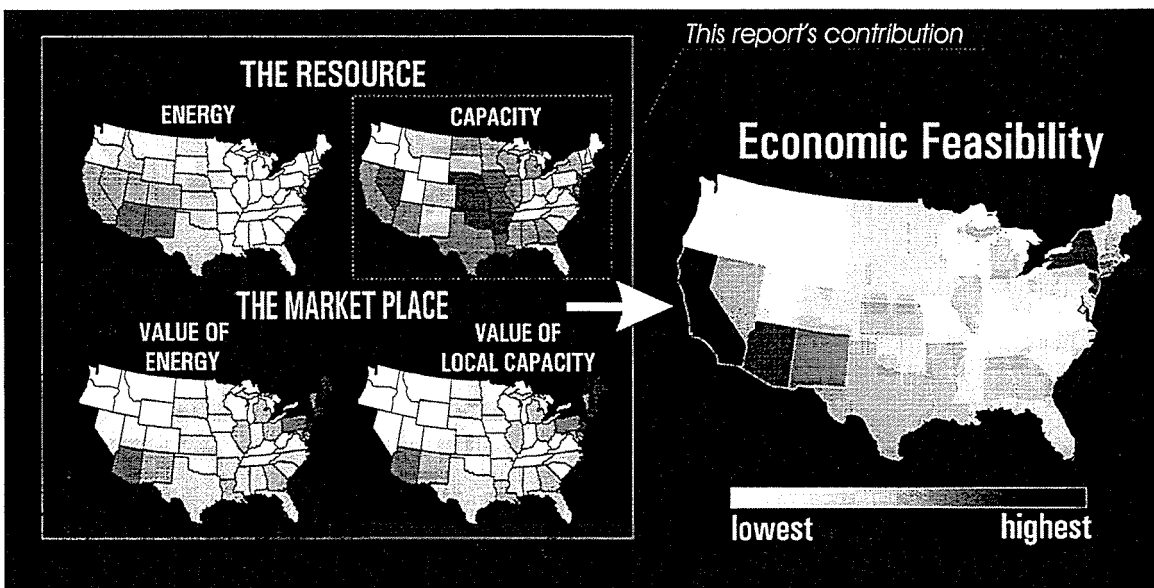 This report's contribution
THE RESOURCE
ENERGY
CAPACITY
Economic Feasibility
THE MARKET PLACE
VALUE OF
ENERGY
VALUE OF
LOCAL CAPACITY
lowest
highest